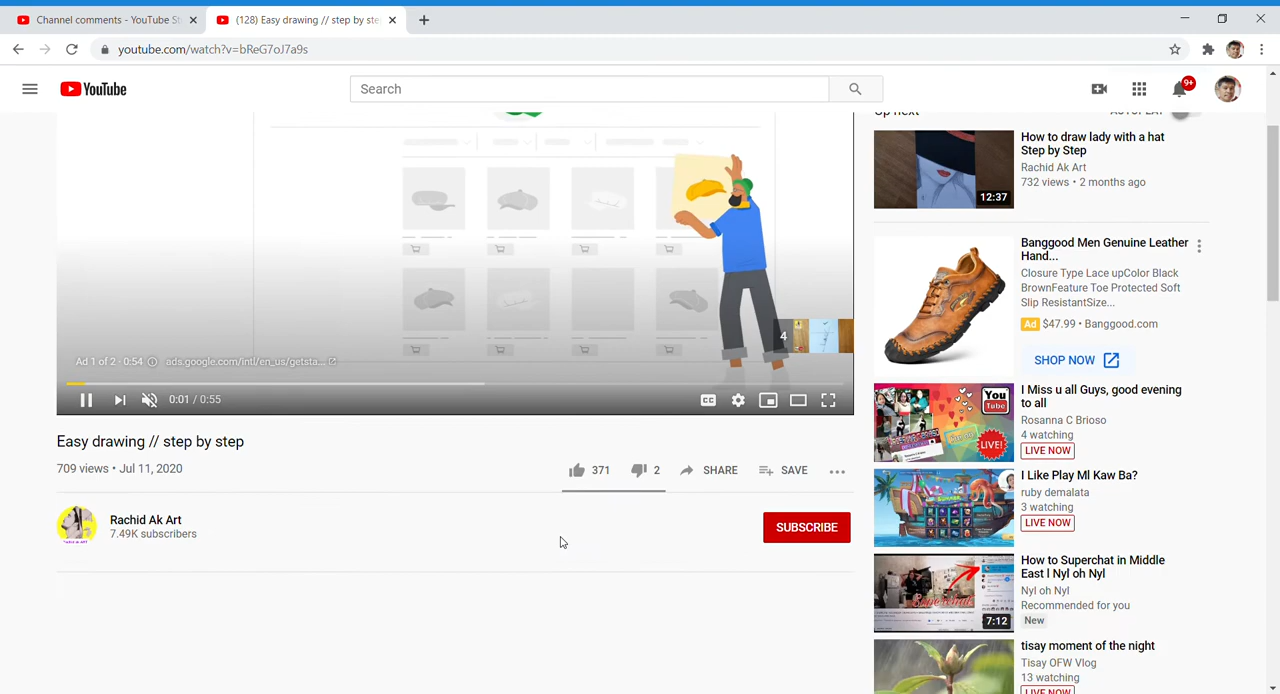 Channel comments - YouTube St
(128) Easy drawing // step by ste
youtube.com/watch?v=bReG7oJ7a9s
YouTube
Search
9+
Up next
AUTOPLAY
4
Ad 1 of 2 · 0:54
ads.google.com/intl/en_us/getsta...
0:01 / 0:55
CC
Easy drawing // step by step
709 views • Jul 11, 2020
371
2
SHARE
SAVE
Rachid Ak Art
7.49K subscribers
SUBSCRIBE
How to draw lady with a hat
Step by Step
Rachid Ak Art
732 views • 2 months ago
12:37
Banggood Men Genuine Leather
Hand...
Closure Type Lace upColor Black
BrownFeature Toe Protected Soft
Slip ResistantSize...
Ad $47.99 • Banggood.com
SHOP NOW
I Miss u all Guys, good evening
to all
Rosanna C Brioso
4 watching
LIVE NOW
You
Tube
LIVE!
I Like Play Ml Kaw Ba?
ruby demalata
3 watching
LIVE NOW
How to Superchat in Middle
East l Nyl oh Nyl
Nyl oh Nyl
Recommended for you
New
Superchat
7:12
tisay moment of the night
Tisay OFW Vlog
13 watching
LIVE NOW